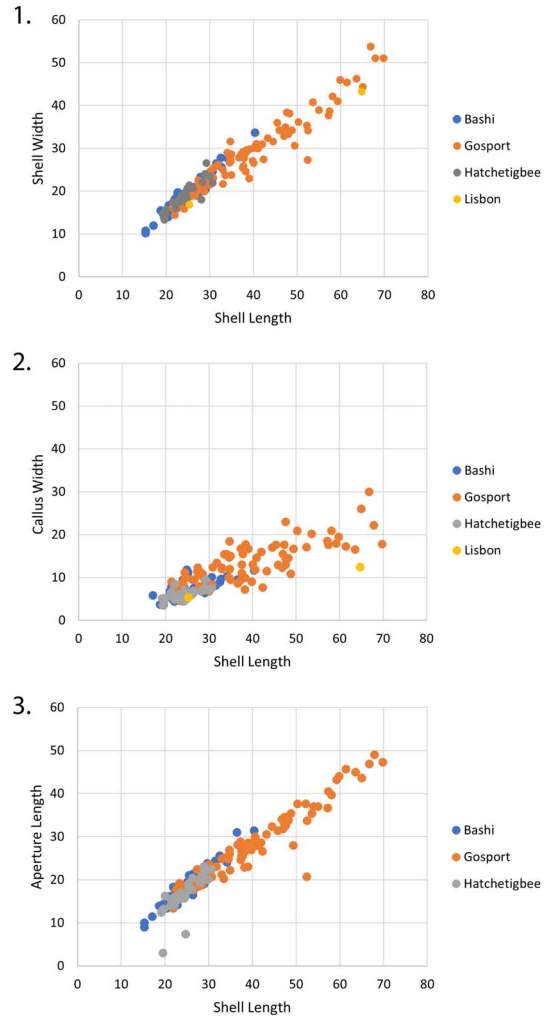 1.
60
50
40
30
20
10
0
0 10 20 30 40 50 60 70 80
Shell Width
Shell Length
Bashi
Gosport
Hatchetigbee
Lisbon
2.
60
50
40
30
20
10
0
0 10 20 30 40 50 60 70 80
Callus Width
Shell Length
Bashi
Gosport
Hatchetigbee
Lisbon
3.
60
50
40
30
20
10
0
0 10 20 30 40 50 60 70 80
Aperture Length
Shell Length
Bashi
Gosport
Hatchetigbee